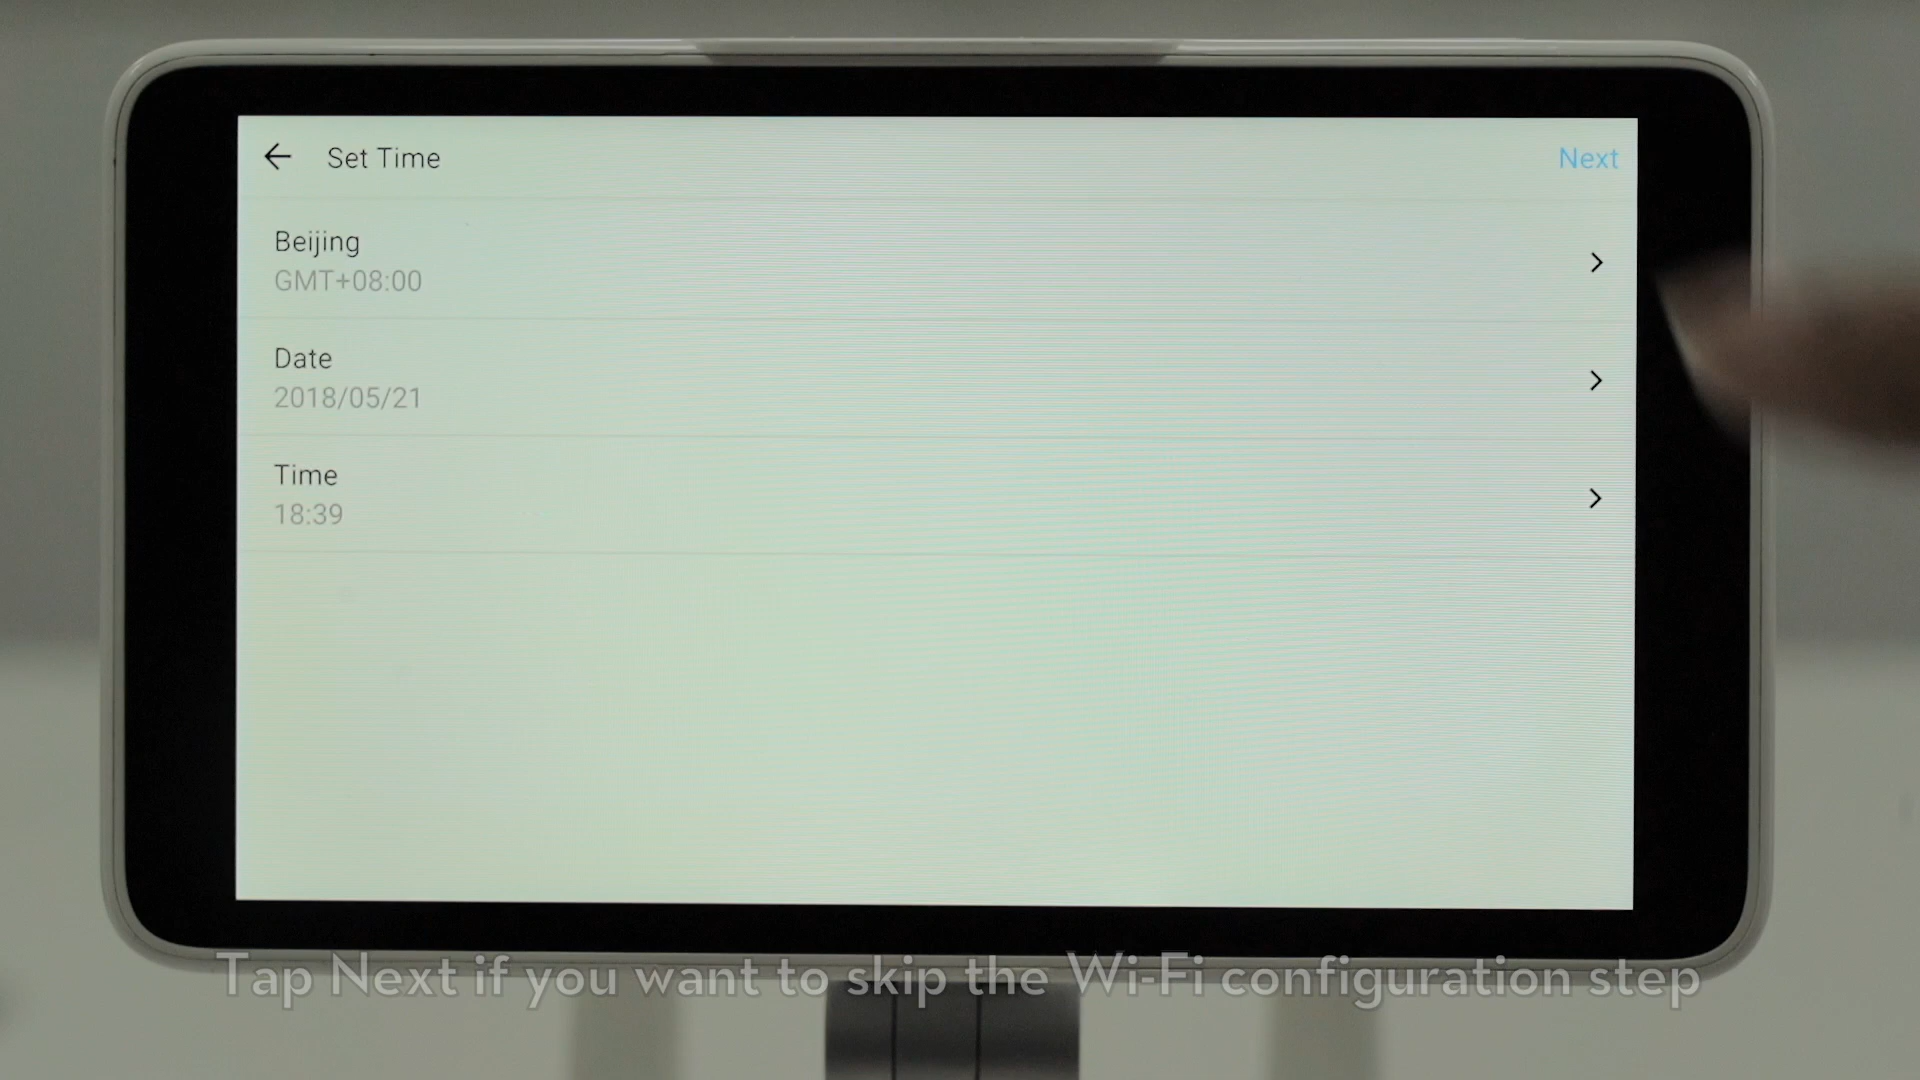 Set Time
Next
Beijing
GMT+08:00
Date
2018/05/21
Time
18:39
Tap Next if you want to skip the Wi-Fi configuration step